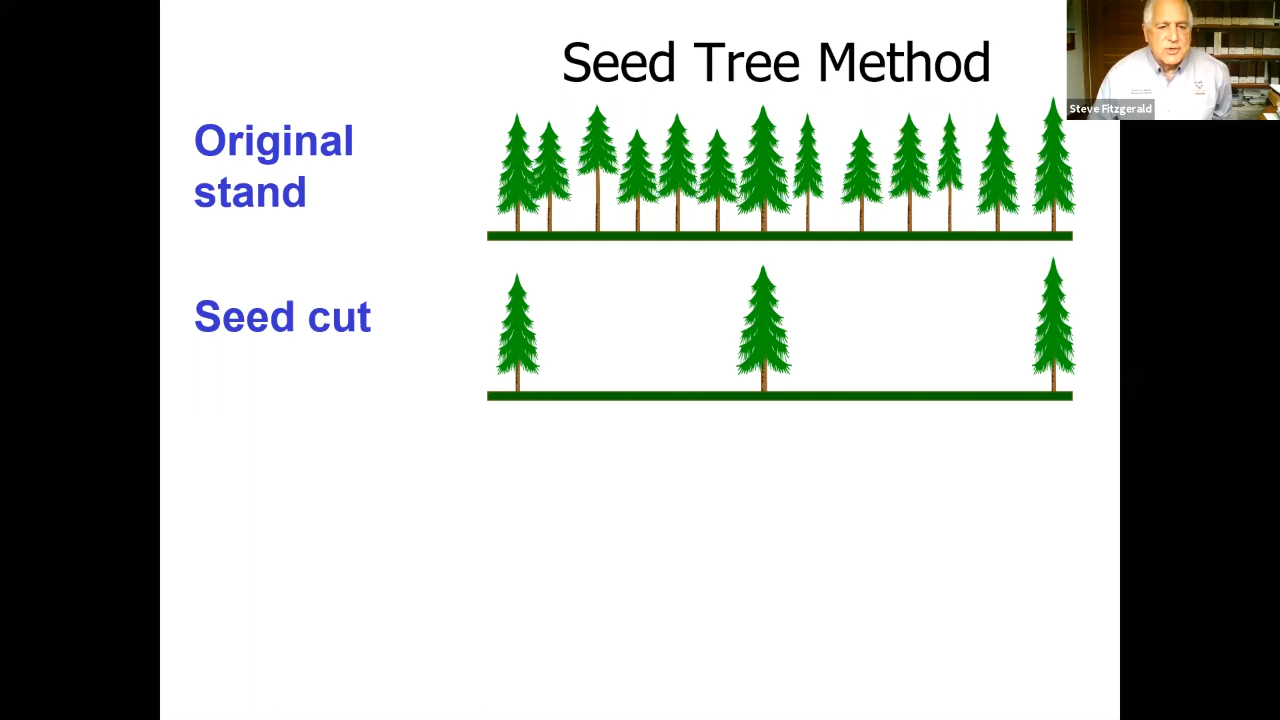 Seed Tree Method
Steve Fitzgerald
Original
stand
Seed cut